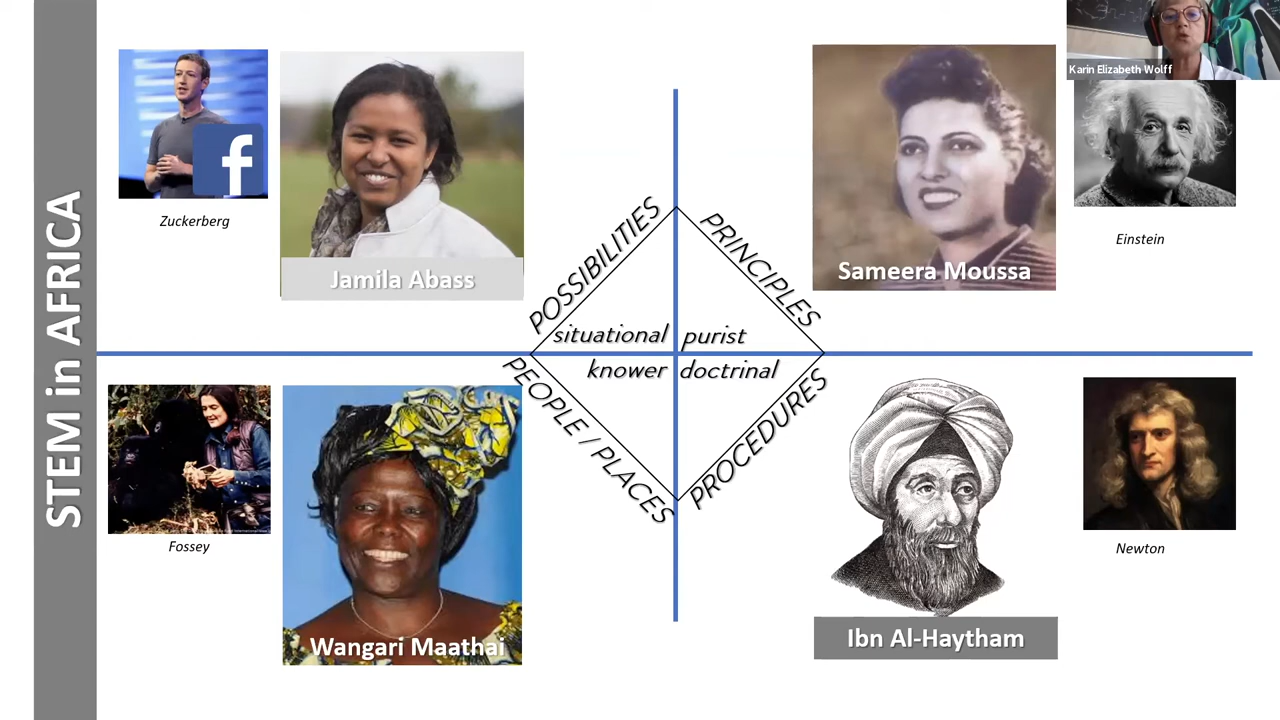 STEM in AFRICA
f
Zuckerberg
Jamila Abass
Sameera Moussa
Karin Elizabeth Wolff
Einstein
POSSIBILITIES
PRINCIPLES
situational
purist
knower
doctrinal
PEOPLE / PLACES
PROCEDURES
Fossey
Wangari Maathai
Ibn Al-Haytham
Newton